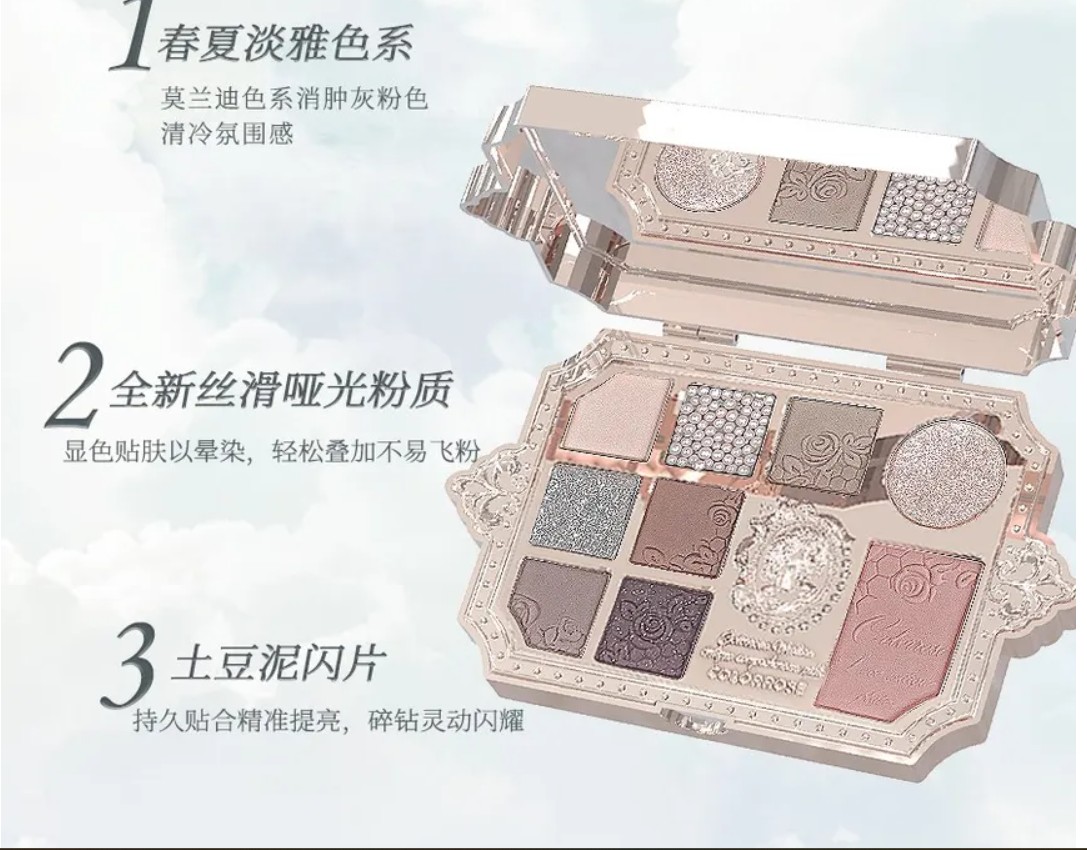 1
春夏淡雅色系
莫兰迪色系消肿灰粉色
清冷氛围感
2
全新丝滑哑光粉质
显色贴肤以晕染，轻松叠加不易飞粉
3
土豆泥闪片
持久贴合精准提亮，碎钻灵动闪耀
COLORROSE